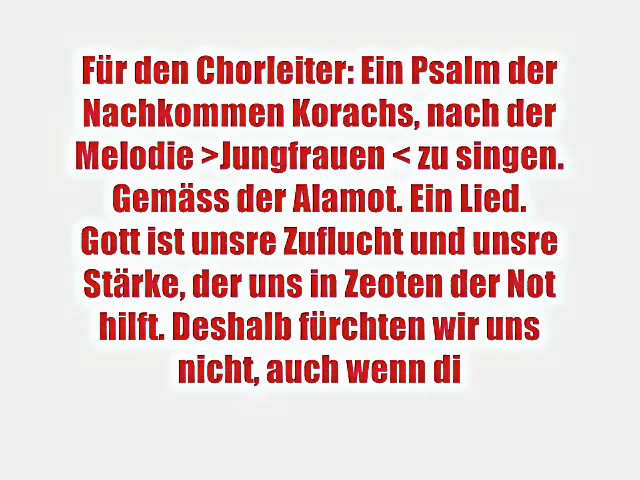 Für den Chorleiter: Ein Psalm der
Nachkommen Korachs, nach der
Melodie >Jungfrauen < zu singen.
Gemäss der Alamot. Ein Lied.
Gott ist unsre Zuflucht und unsre
Stärke, der uns in Zeoten der Not
hilft. Deshalb fürchten wir uns
nicht, auch wenn di